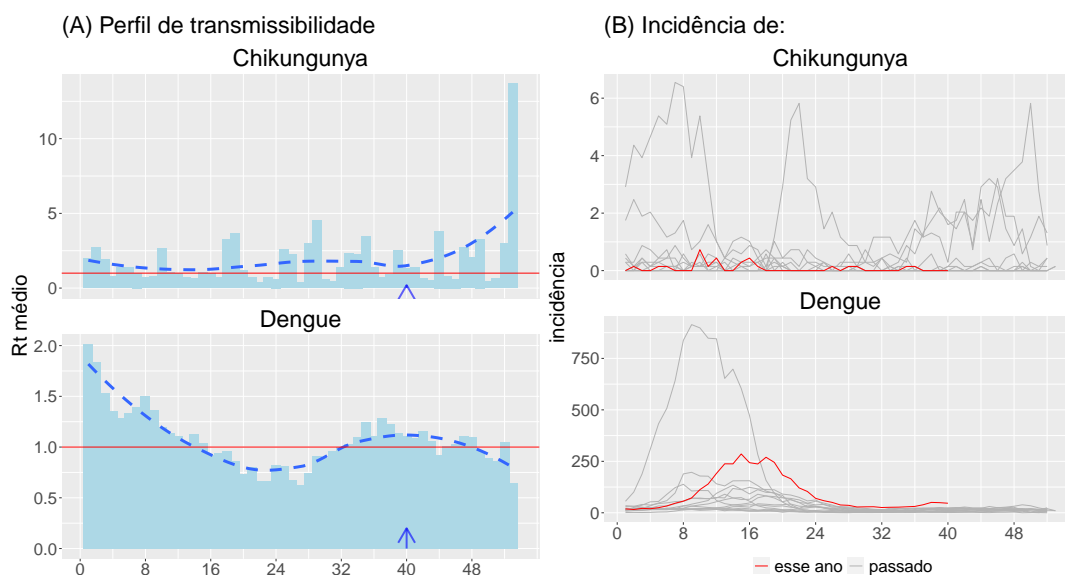 (A) Perfil de transmissibilidade
Chikungunya
10
5
0
Dengue
2.0
1.5
1.0
0.5
0.0
0 8 16 24 32 40 48
Rt médio
(B) Incidência de:
Chikungunya
6
4
2
0
Dengue
750
500
250
0
0 8 16 24 32 40 48
incidência
esse ano passado